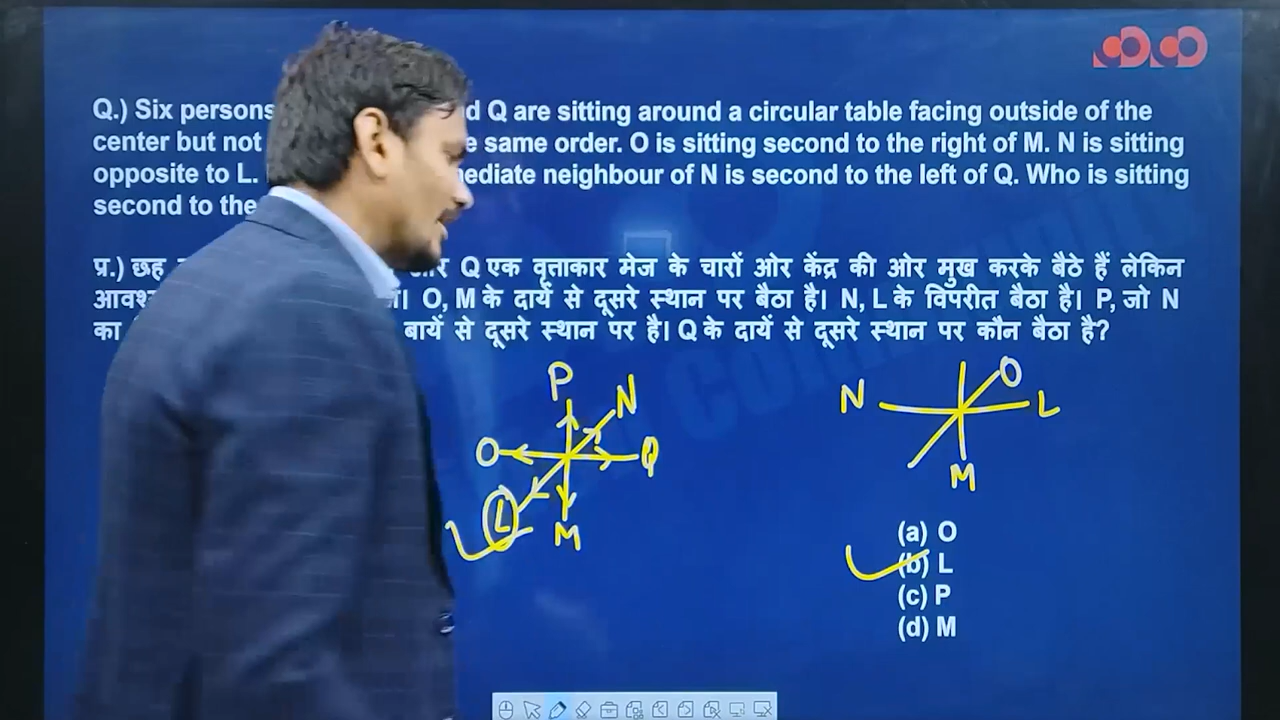 Q.) Six persons d Q are sitting around a circular table facing outside of the
center but not e same order. O is sitting second to the right of M. N is sitting
opposite to L. mediate neighbour of N is second to the left of Q. Who is sitting
second to the
प्र.) छह और Q एक वृत्ताकार मेज के चारों ओर केंद्र की ओर मुख करके बैठे हैं लेकिन
O, M के दायें से दूसरे स्थान पर बैठा है। N, L के विपरीत बैठा है। P, जो N
का बायें से दूसरे स्थान पर है। Q के दायें से दूसरे स्थान पर कौन बैठा है?
P N
O Q
L M
O
N L
M
(a) O
(b) L
(c) P
(d) M